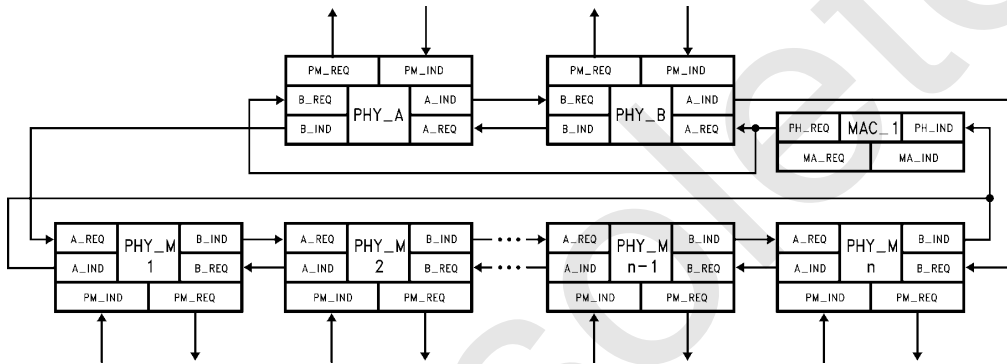 PM_REQ PM_IND PM_REQ PM_IND
B_REQ PHY_A A_IND B_REQ PHY_B A_IND
B_IND A_REQ B_IND A_REQ PH_REQ MAC_1 PH_IND
MA_REQ MA_IND
A_REQ PHY_M B_IND A_REQ PHY_M B_IND ... A_REQ PHY_M B_IND A_REQ PHY_M B_IND
A_IND 1 B_REQ A_IND 2 B_REQ ... A_IND n-1 B_REQ A_IND n B_REQ
PM_IND PM_REQ PM_IND PM_REQ PM_IND PM_REQ PM_IND PM_REQ